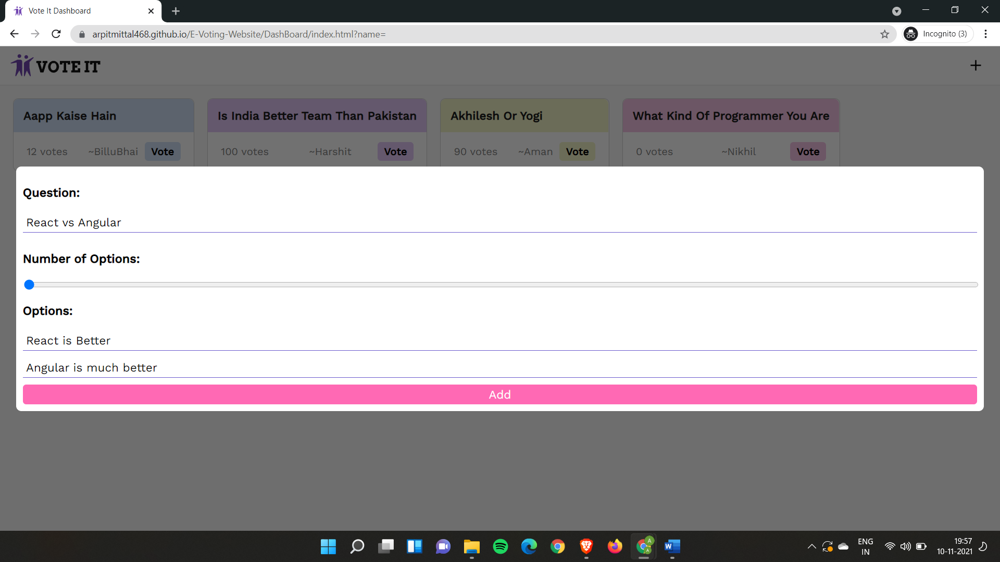 Vote It Dashboard
arpitmittal468.github.io/E-Voting-Website/DashBoard/index.html?name=
Incognito (3)
VOTE IT
Aapp Kaise Hain
12 votes ~BilluBhai Vote
Is India Better Team Than Pakistan
100 votes ~Harshit Vote
Akhilesh Or Yogi
90 votes ~Aman Vote
What Kind Of Programmer You Are
0 votes ~Nikhil Vote
Question:
React vs Angular
Number of Options:
Options:
React is Better
Angular is much better
Add
ENG
IN
19:57
10-11-2021